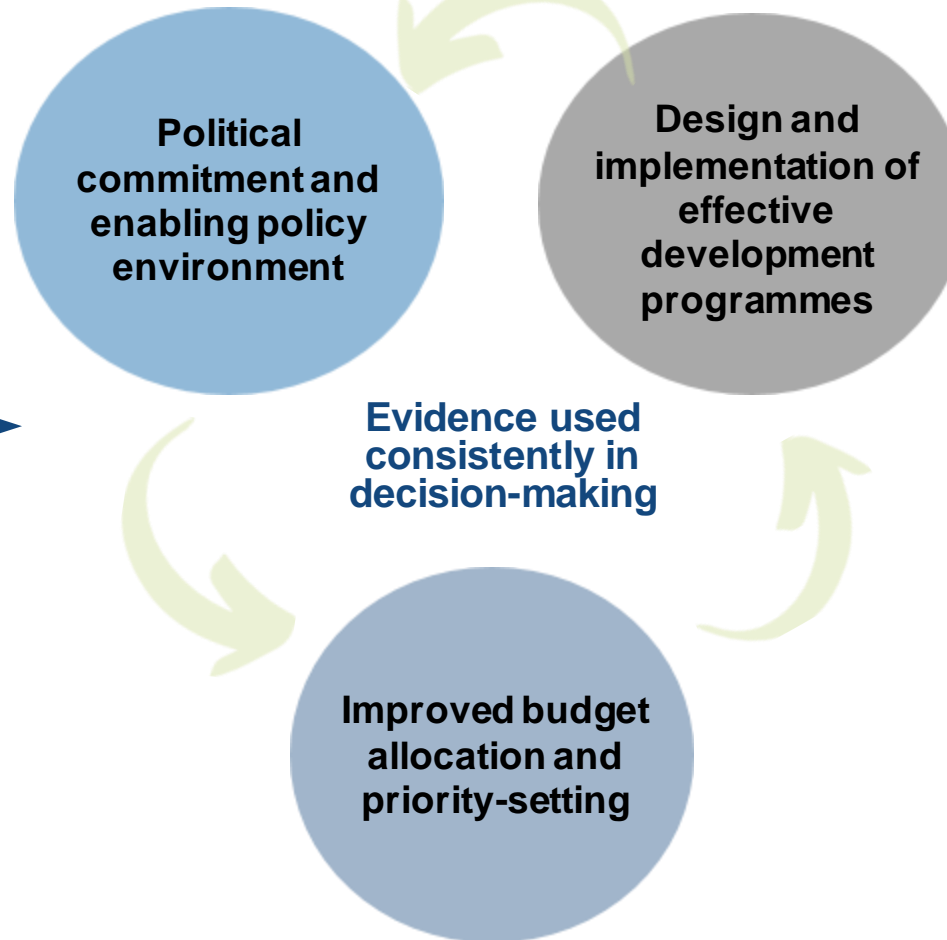 Political
commitment and
enabling policy
environment
Design and
implementation of
effective
development
programmes
Evidence used
consistently in
decision-making
Improved budget
allocation and
priority-setting